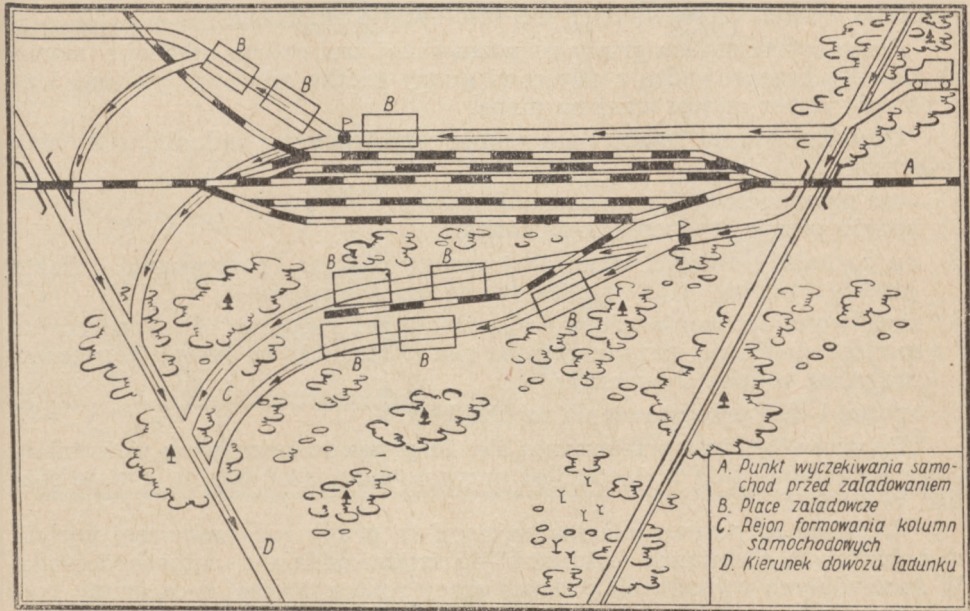 B
B
B
P
A
P
B
B
B
B
B
C
D
A. Punkt wyczekiwania samo-
chod przed załadowaniem
B. Place załadowcze
C. Rejon formowania kolumn
samochodowych
D. Kierunek dowozu ładunku